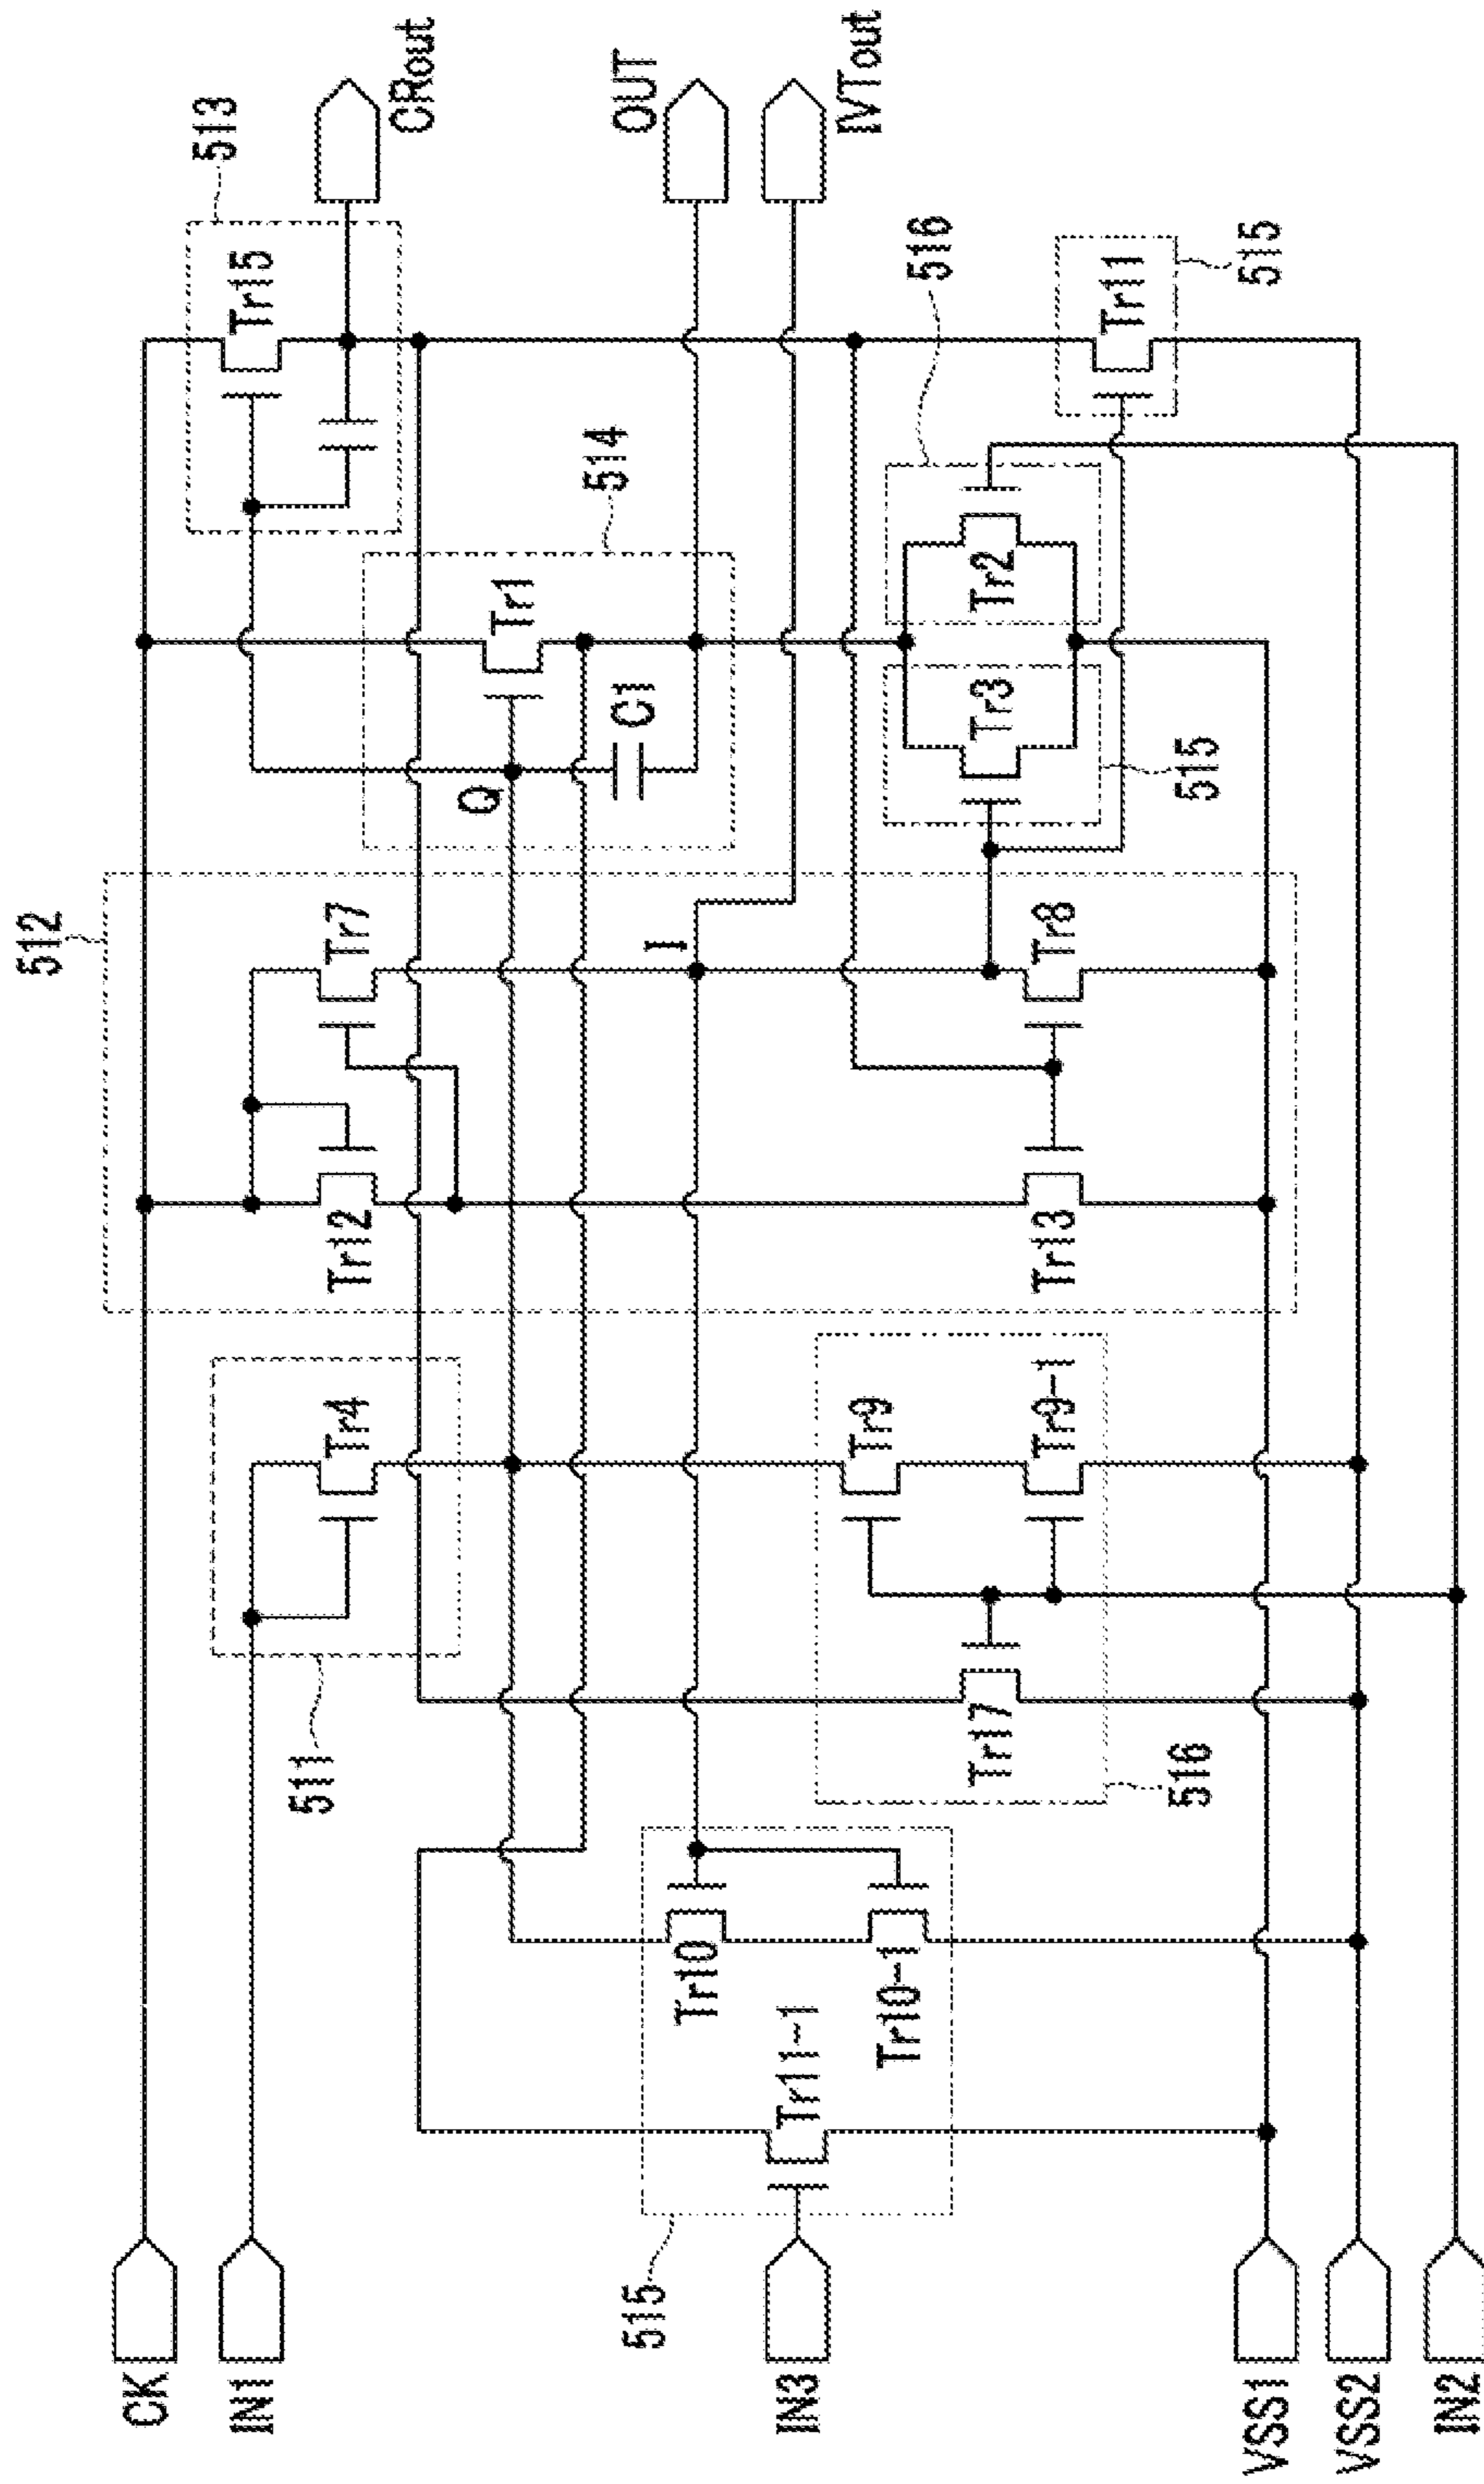 CK
IN1
IN3
VSS1
VSS2
IN2
511
512
513
514
515
515
515
516
516
Tr4
Tr12
Tr7
Tr15
Tr1
C1
Q
I
Tr10
Tr10-1
Tr11-1
Tr17
Tr9
Tr9-1
Tr13
Tr8
Tr3
Tr2
Tr11
CRout
OUT
IVTout